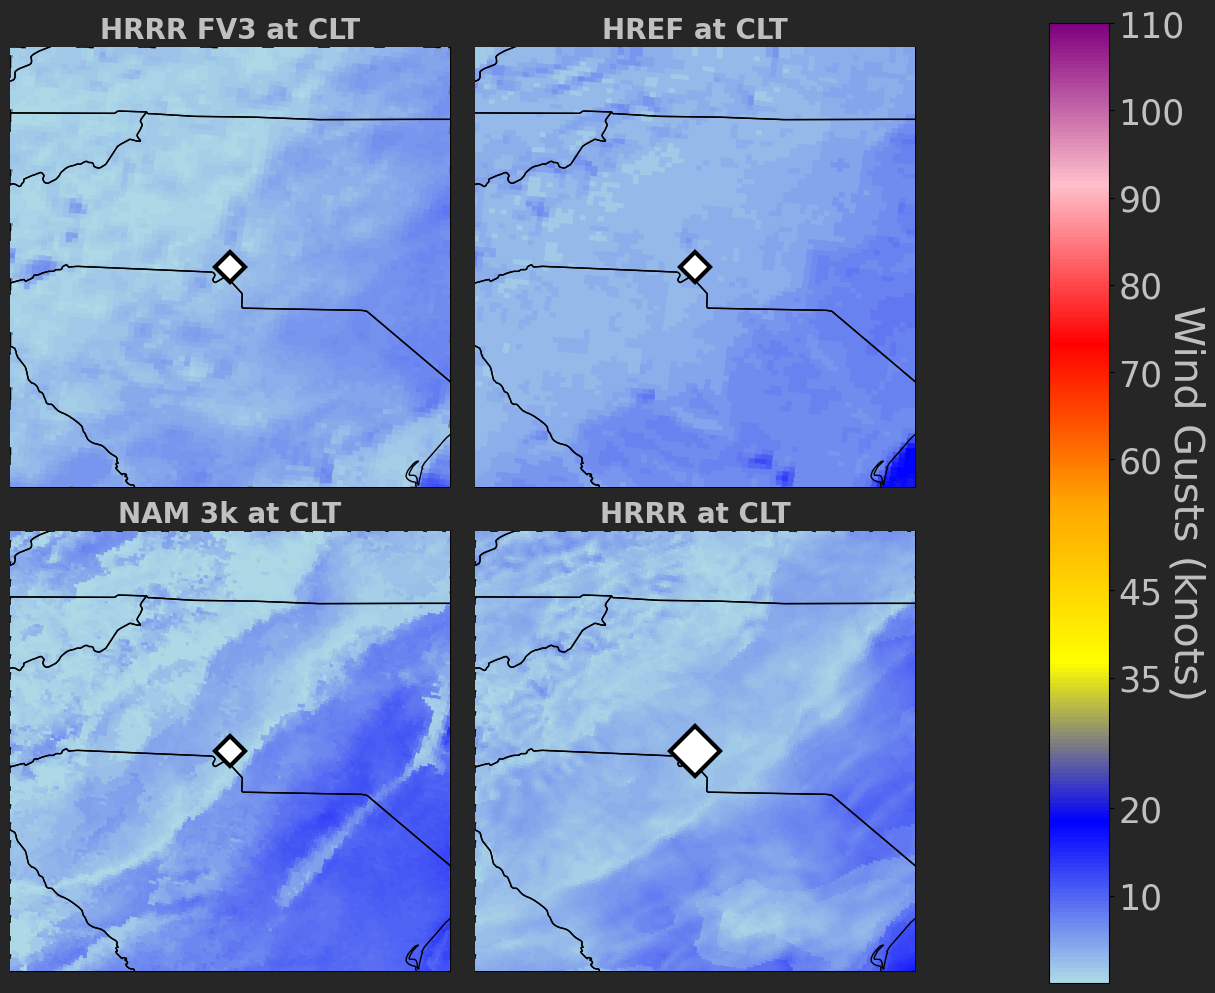 HRRR FV3 at CLT
HREF at CLT
NAM 3k at CLT
HRRR at CLT
110
100
90
80
70
60
45
35
20
10
Wind Gusts (knots)